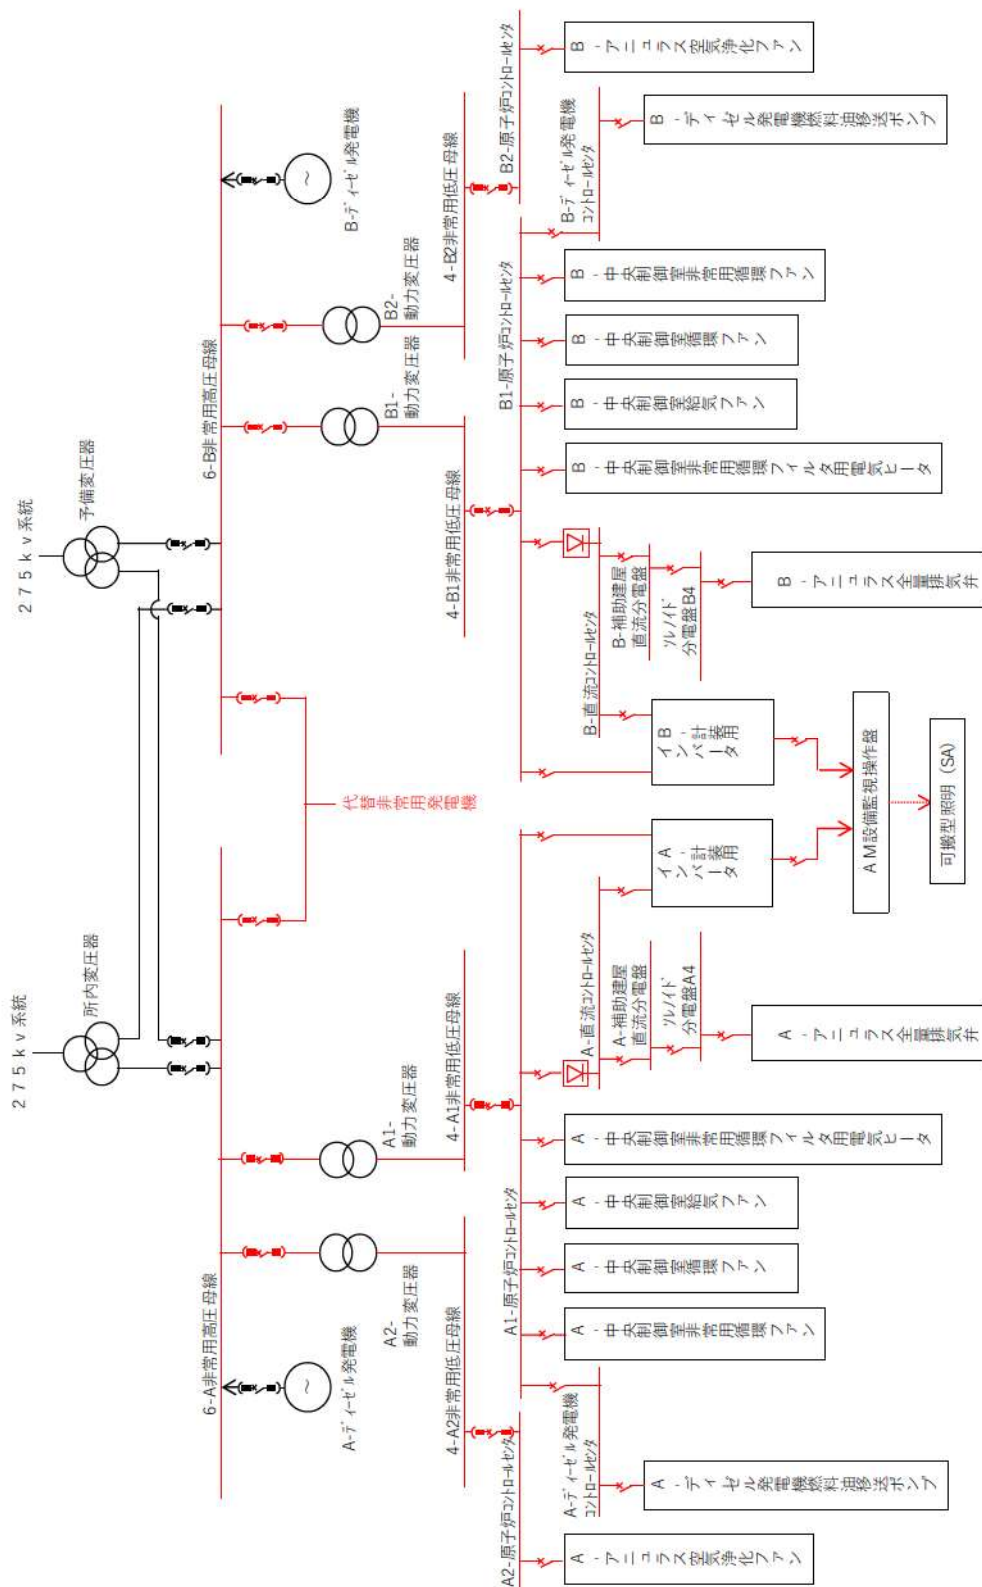 275kv系統
275kv系統
所内変圧器
予備変圧器
6-A非常用高圧母線
6-B非常用高圧母線
代替非常用発電機
A-ディーゼル発電機
B-ディーゼル発電機
A2-
動力変圧器
A1-
動力変圧器
B1-
動力変圧器
B2-
動力変圧器
4-A2非常用低圧母線
4-A1非常用低圧母線
4-B1非常用低圧母線
4-B2非常用低圧母線
A2-原子炉コントロールセンタ
A1-原子炉コントロールセンタ
B1-原子炉コントロールセンタ
B2-原子炉コントロールセンタ
A-ディーゼル発電機
コントロールセンタ
A-直流コントロールセンタ
B-直流コントロールセンタ
B-ディーゼル発電機
コントロールセンタ
A-補助建屋
直流分電盤
B-補助建屋
直流分電盤
ソレノイド
分電盤A4
ソレノイド
分電盤B4
A-アニュラス空気浄化ファン
A-ディーゼル発電機燃料油移送ポンプ
A-中央制御室非常用循環ファン
A-中央制御室循環ファン
A-中央制御室給気ファン
A-中央制御室非常用循環フィルタ用電気ヒータ
A-アニュラス全量排気弁
A-計装用
インバータ
B-計装用
インバータ
B-アニュラス全量排気弁
B-中央制御室非常用循環フィルタ用電気ヒータ
B-中央制御室給気ファン
B-中央制御室循環ファン
B-中央制御室非常用循環ファン
B-ディーゼル発電機燃料油移送ポンプ
B-アニュラス空気浄化ファン
AM設備監視操作盤
可搬型照明（SA）